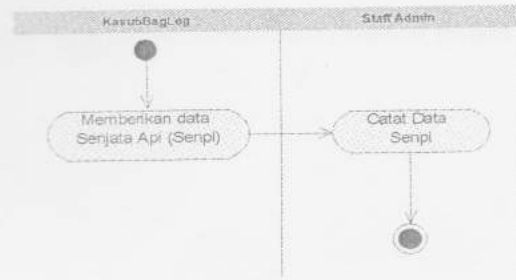 KasubBagLog
Staff Admin
Memberikan data
Senjata Api (Senpi)
Catat Data
Senpi